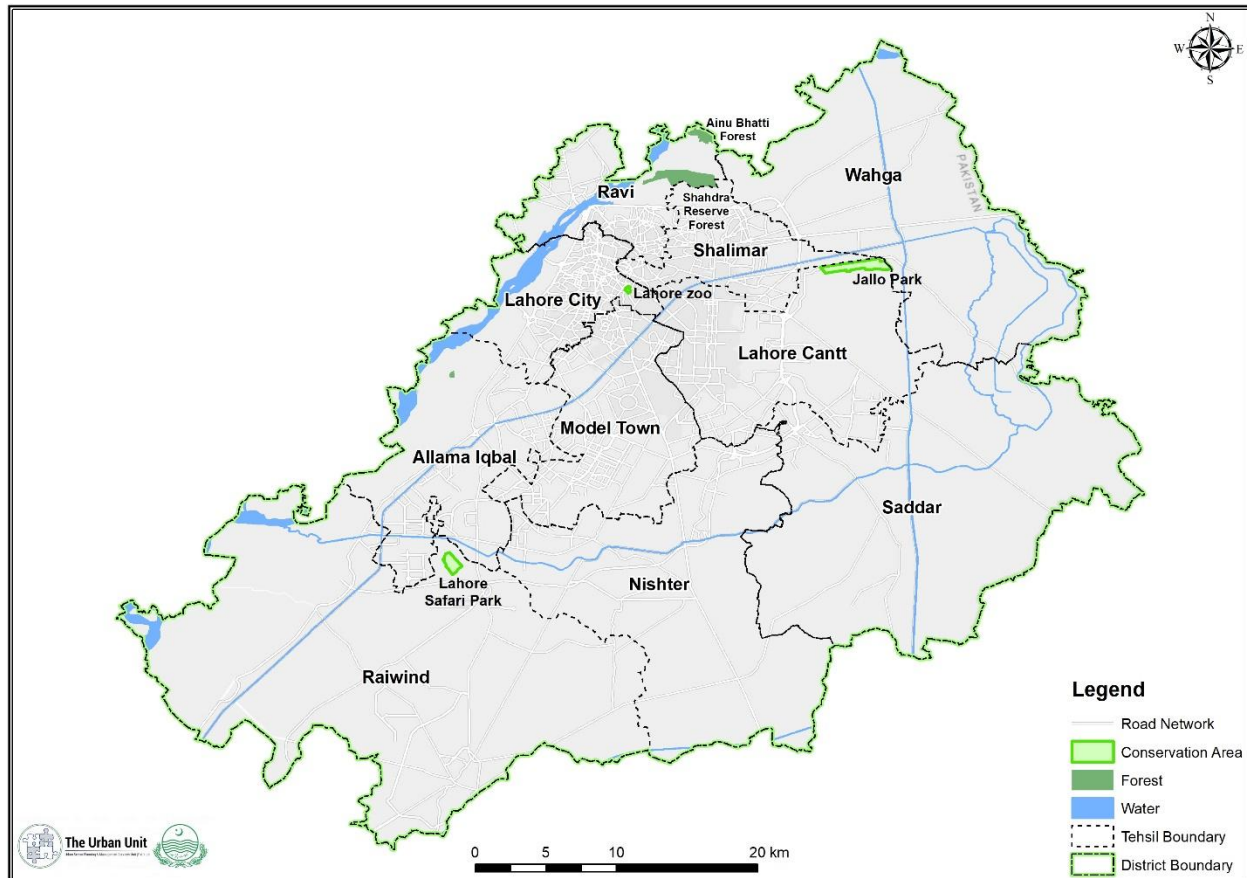 N
W
E
S
Ainu Bhatti
Forest
Wahga
PAKISTAN
Ravi
Shahdra
Reserve
Forest
Shalimar
Jallo Park
Lahore City
Lahore zoo
Lahore Cantt
Model Town
Allama Iqbal
Saddar
Nishter
Lahore
Safari Park
Raiwind
Legend
Road Network
Conservation Area
Forest
Water
Tehsil Boundary
District Boundary
The Urban Unit
0 5 10 20 km